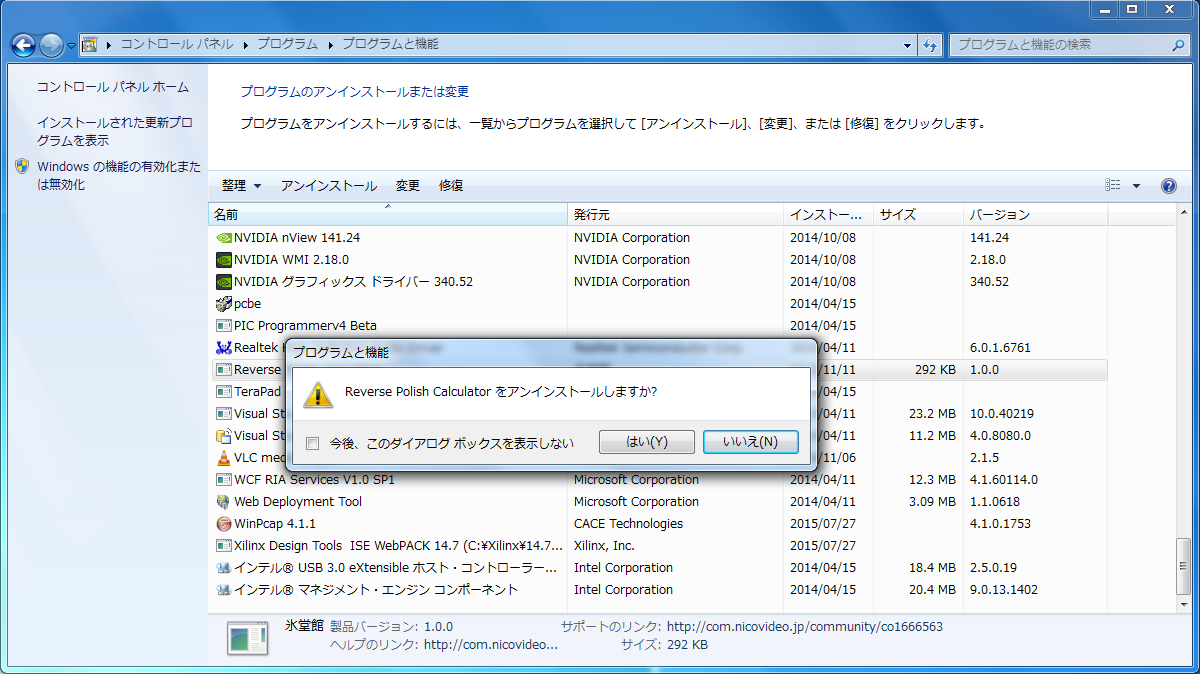 コントロール パネル ▸ プログラム ▸ プログラムと機能
プログラムと機能の検索
コントロール パネル ホーム
インストールされた更新プロ
グラムを表示
Windows の機能の有効化また
は無効化
プログラムのアンインストールまたは変更
プログラムをアンインストールするには、一覧からプログラムを選択して [アンインストール]、[変更]、または [修復] をクリックします。
整理 アンインストール 変更 修復
名前 発行元 インストー... サイズ バージョン
NVIDIA nView 141.24 NVIDIA Corporation 2014/10/08 141.24
NVIDIA WMI 2.18.0 NVIDIA Corporation 2014/10/08 2.18.0
NVIDIA グラフィックス ドライバー 340.52 NVIDIA Corporation 2014/10/08 340.52
pcbe 2014/04/15
PIC Programmerv4 Beta 2014/04/15
Realtek /04/11 6.0.1.6761
Reverse /11/11 292 KB 1.0.0
TeraPad /04/15
Visual St /04/11 23.2 MB 10.0.40219
Visual St /04/11 11.2 MB 4.0.8080.0
VLC med /11/06 2.1.5
プログラムと機能
Reverse Polish Calculator をアンインストールしますか?
今後、このダイアログ ボックスを表示しない はい(Y) いいえ(N)
WCF RIA Services V1.0 SP1 Microsoft Corporation 2014/04/11 12.3 MB 4.1.60114.0
Web Deployment Tool Microsoft Corporation 2014/04/11 3.09 MB 1.1.0618
WinPcap 4.1.1 CACE Technologies 2015/07/27 4.1.0.1753
Xilinx Design Tools ISE WebPACK 14.7 (C:¥Xilinx¥14.7... Xilinx, Inc. 2015/07/27
インテル® USB 3.0 eXtensible ホスト・コントローラー... Intel Corporation 2014/04/15 18.4 MB 2.5.0.19
インテル® マネジメント・エンジン コンポーネント Intel Corporation 2014/04/15 20.4 MB 9.0.13.1402
氷堂館 製品バージョン: 1.0.0 サポートのリンク: http://com.nicovideo.jp/community/co1666563
ヘルプのリンク: http://com.nicovideo... サイズ: 292 KB